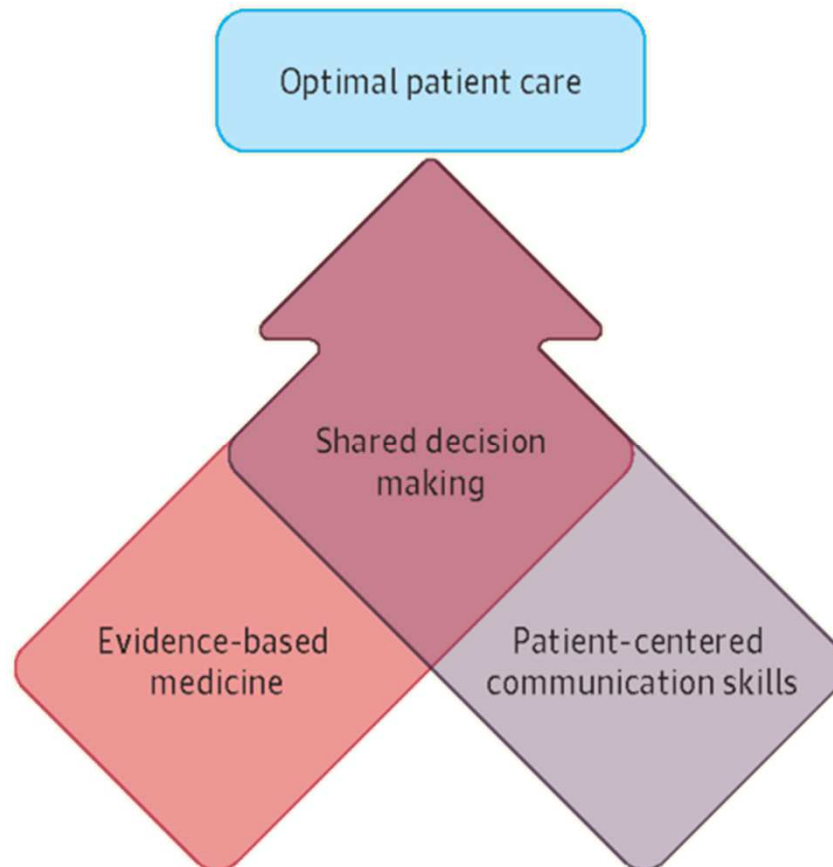 Optimal patient care
Shared decision
making
Evidence-based
medicine
Patient-centered
communication skills